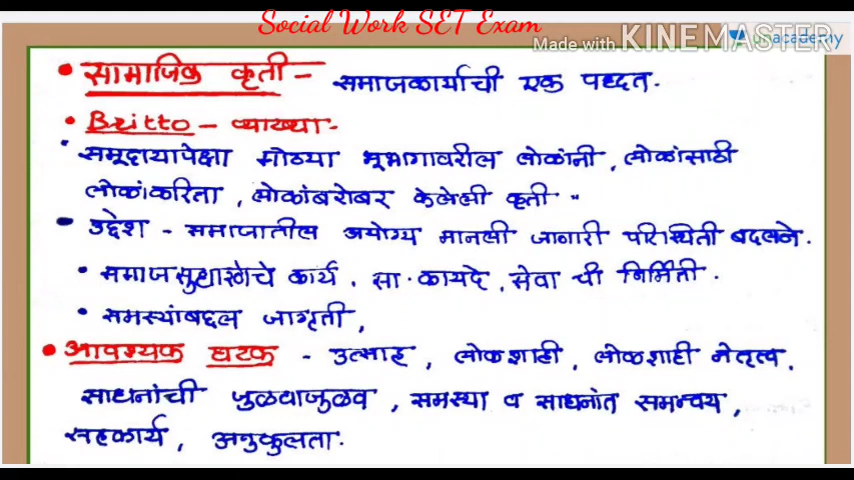 Social Work SET Exam
Made with KINEMASTER
unacademy
• सामाजिक कृती - समाजकार्याची एक पद्धत.
• Britto - व्याख्या -
समूदायापेक्षा मोठ्या भूभागावरील लोकांनी, लोकांसाठी
लोकांकरिता, लोकांबरोबर केलेली कृती "
• उद्देश - समाजातील अयोग्य मानली जाणारी परिस्थिती बदलने.
• समाजसुधारणेचे कार्य. सा. कायदे, सेवा ची निर्मिती.
• समस्यांबद्दल जागृती,
• आवश्यक घटक - उत्साह, लोकशाही, लोकशाही नेतृत्व.
साधनांची जुळवाजुळव, समस्या व साधनांत समन्वय,
सहकार्य, अनुकुलता.